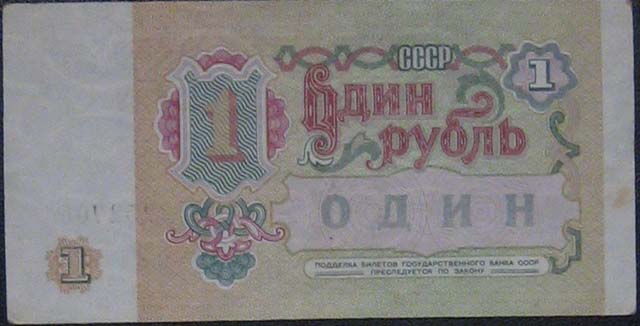 СССР
1
1
Один
рубль
ОДИН
1
ПОДДЕЛКА БИЛЕТОВ ГОСУДАРСТВЕННОГО БАНКА СССР
ПРЕСЛЕДУЕТСЯ ПО ЗАКОНУ